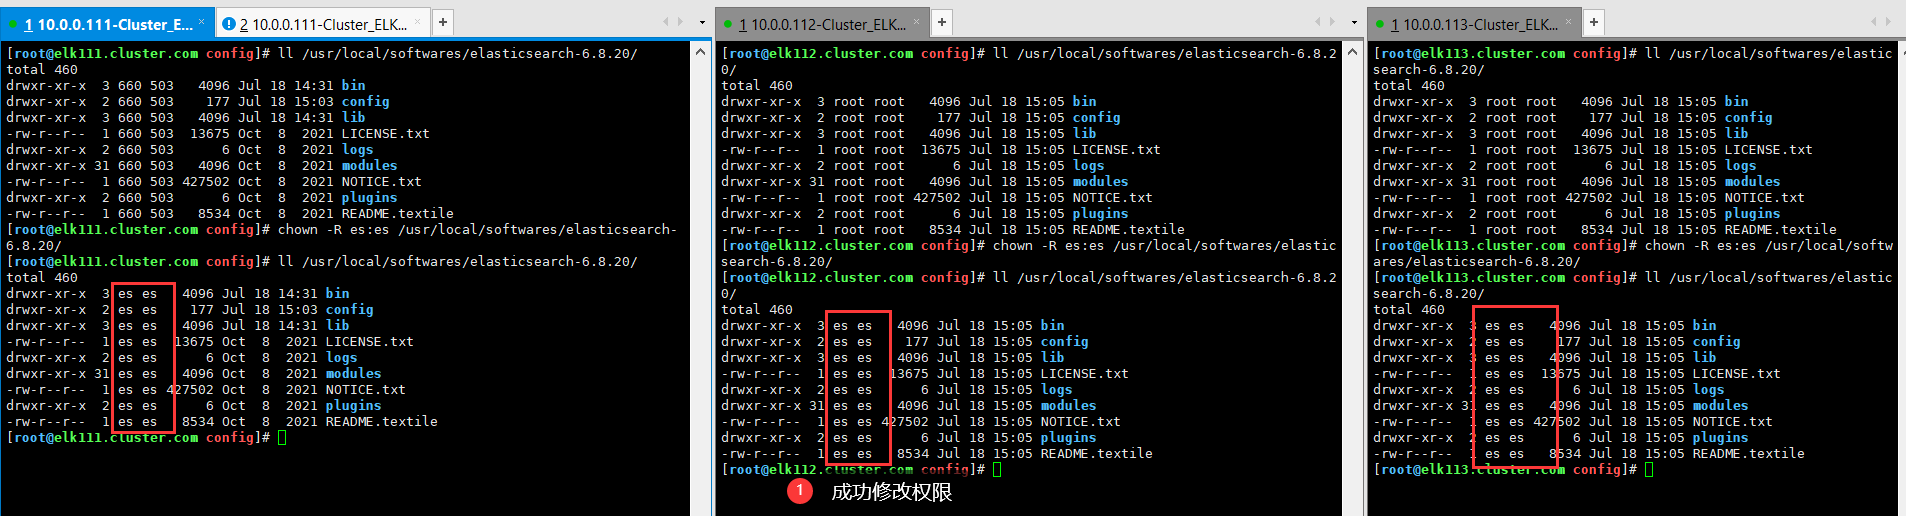 1 10.0.0.111-Cluster_E...
2 10.0.0.111-Cluster_ELK...
[root@elk111.cluster.com config]# ll /usr/local/softwares/elasticsearch-6.8.20/
total 460
drwxr-xr-x  3 660 503   4096 Jul 18 14:31 bin
drwxr-xr-x  2 660 503    177 Jul 18 15:03 config
drwxr-xr-x  3 660 503   4096 Jul 18 14:31 lib
-rw-r--r--  1 660 503  13675 Oct  8  2021 LICENSE.txt
drwxr-xr-x  2 660 503      6 Oct  8  2021 logs
drwxr-xr-x 31 660 503   4096 Oct  8  2021 modules
-rw-r--r--  1 660 503 427502 Oct  8  2021 NOTICE.txt
drwxr-xr-x  2 660 503      6 Oct  8  2021 plugins
-rw-r--r--  1 660 503   8534 Oct  8  2021 README.textile
[root@elk111.cluster.com config]# chown -R es:es /usr/local/softwares/elasticsearch-
6.8.20/
[root@elk111.cluster.com config]# ll /usr/local/softwares/elasticsearch-6.8.20/
total 460
drwxr-xr-x  3 es es   4096 Jul 18 14:31 bin
drwxr-xr-x  2 es es    177 Jul 18 15:03 config
drwxr-xr-x  3 es es   4096 Jul 18 14:31 lib
-rw-r--r--  1 es es  13675 Oct  8  2021 LICENSE.txt
drwxr-xr-x  2 es es      6 Oct  8  2021 logs
drwxr-xr-x 31 es es   4096 Oct  8  2021 modules
-rw-r--r--  1 es es 427502 Oct  8  2021 NOTICE.txt
drwxr-xr-x  2 es es      6 Oct  8  2021 plugins
-rw-r--r--  1 es es   8534 Oct  8  2021 README.textile
[root@elk111.cluster.com config]#
1 10.0.0.112-Cluster_ELK...
[root@elk112.cluster.com config]# ll /usr/local/softwares/elasticsearch-6.8.2
0/
total 460
drwxr-xr-x  3 root root   4096 Jul 18 15:05 bin
drwxr-xr-x  2 root root    177 Jul 18 15:05 config
drwxr-xr-x  3 root root   4096 Jul 18 15:05 lib
-rw-r--r--  1 root root  13675 Jul 18 15:05 LICENSE.txt
drwxr-xr-x  2 root root      6 Jul 18 15:05 logs
drwxr-xr-x 31 root root   4096 Jul 18 15:05 modules
-rw-r--r--  1 root root 427502 Jul 18 15:05 NOTICE.txt
drwxr-xr-x  2 root root      6 Jul 18 15:05 plugins
-rw-r--r--  1 root root   8534 Jul 18 15:05 README.textile
[root@elk112.cluster.com config]# chown -R es:es /usr/local/softwares/elastic
search-6.8.20/
[root@elk112.cluster.com config]# ll /usr/local/softwares/elasticsearch-6.8.2
0/
total 460
drwxr-xr-x  3 es es   4096 Jul 18 15:05 bin
drwxr-xr-x  2 es es    177 Jul 18 15:05 config
drwxr-xr-x  3 es es   4096 Jul 18 15:05 lib
-rw-r--r--  1 es es  13675 Jul 18 15:05 LICENSE.txt
drwxr-xr-x  2 es es      6 Jul 18 15:05 logs
drwxr-xr-x 31 es es   4096 Jul 18 15:05 modules
-rw-r--r--  1 es es 427502 Jul 18 15:05 NOTICE.txt
drwxr-xr-x  2 es es      6 Jul 18 15:05 plugins
-rw-r--r--  1 es es   8534 Jul 18 15:05 README.textile
[root@elk112.cluster.com config]#
1 成功修改权限
1 10.0.0.113-Cluster_ELK...
[root@elk113.cluster.com config]# ll /usr/local/softwares/elastic
search-6.8.20/
total 460
drwxr-xr-x  3 root root   4096 Jul 18 15:05 bin
drwxr-xr-x  2 root root    177 Jul 18 15:05 config
drwxr-xr-x  3 root root   4096 Jul 18 15:05 lib
-rw-r--r--  1 root root  13675 Jul 18 15:05 LICENSE.txt
drwxr-xr-x  2 root root      6 Jul 18 15:05 logs
drwxr-xr-x 31 root root   4096 Jul 18 15:05 modules
-rw-r--r--  1 root root 427502 Jul 18 15:05 NOTICE.txt
drwxr-xr-x  2 root root      6 Jul 18 15:05 plugins
-rw-r--r--  1 root root   8534 Jul 18 15:05 README.textile
[root@elk113.cluster.com config]# chown -R es:es /usr/local/softw
ares/elasticsearch-6.8.20/
[root@elk113.cluster.com config]# ll /usr/local/softwares/elastic
search-6.8.20/
total 460
drwxr-xr-x  3 es es   4096 Jul 18 15:05 bin
drwxr-xr-x  2 es es    177 Jul 18 15:05 config
drwxr-xr-x  3 es es   4096 Jul 18 15:05 lib
-rw-r--r--  1 es es  13675 Jul 18 15:05 LICENSE.txt
drwxr-xr-x  2 es es      6 Jul 18 15:05 logs
drwxr-xr-x 31 es es   4096 Jul 18 15:05 modules
-rw-r--r--  1 es es 427502 Jul 18 15:05 NOTICE.txt
drwxr-xr-x  2 es es      6 Jul 18 15:05 plugins
-rw-r--r--  1 es es   8534 Jul 18 15:05 README.textile
[root@elk113.cluster.com config]#